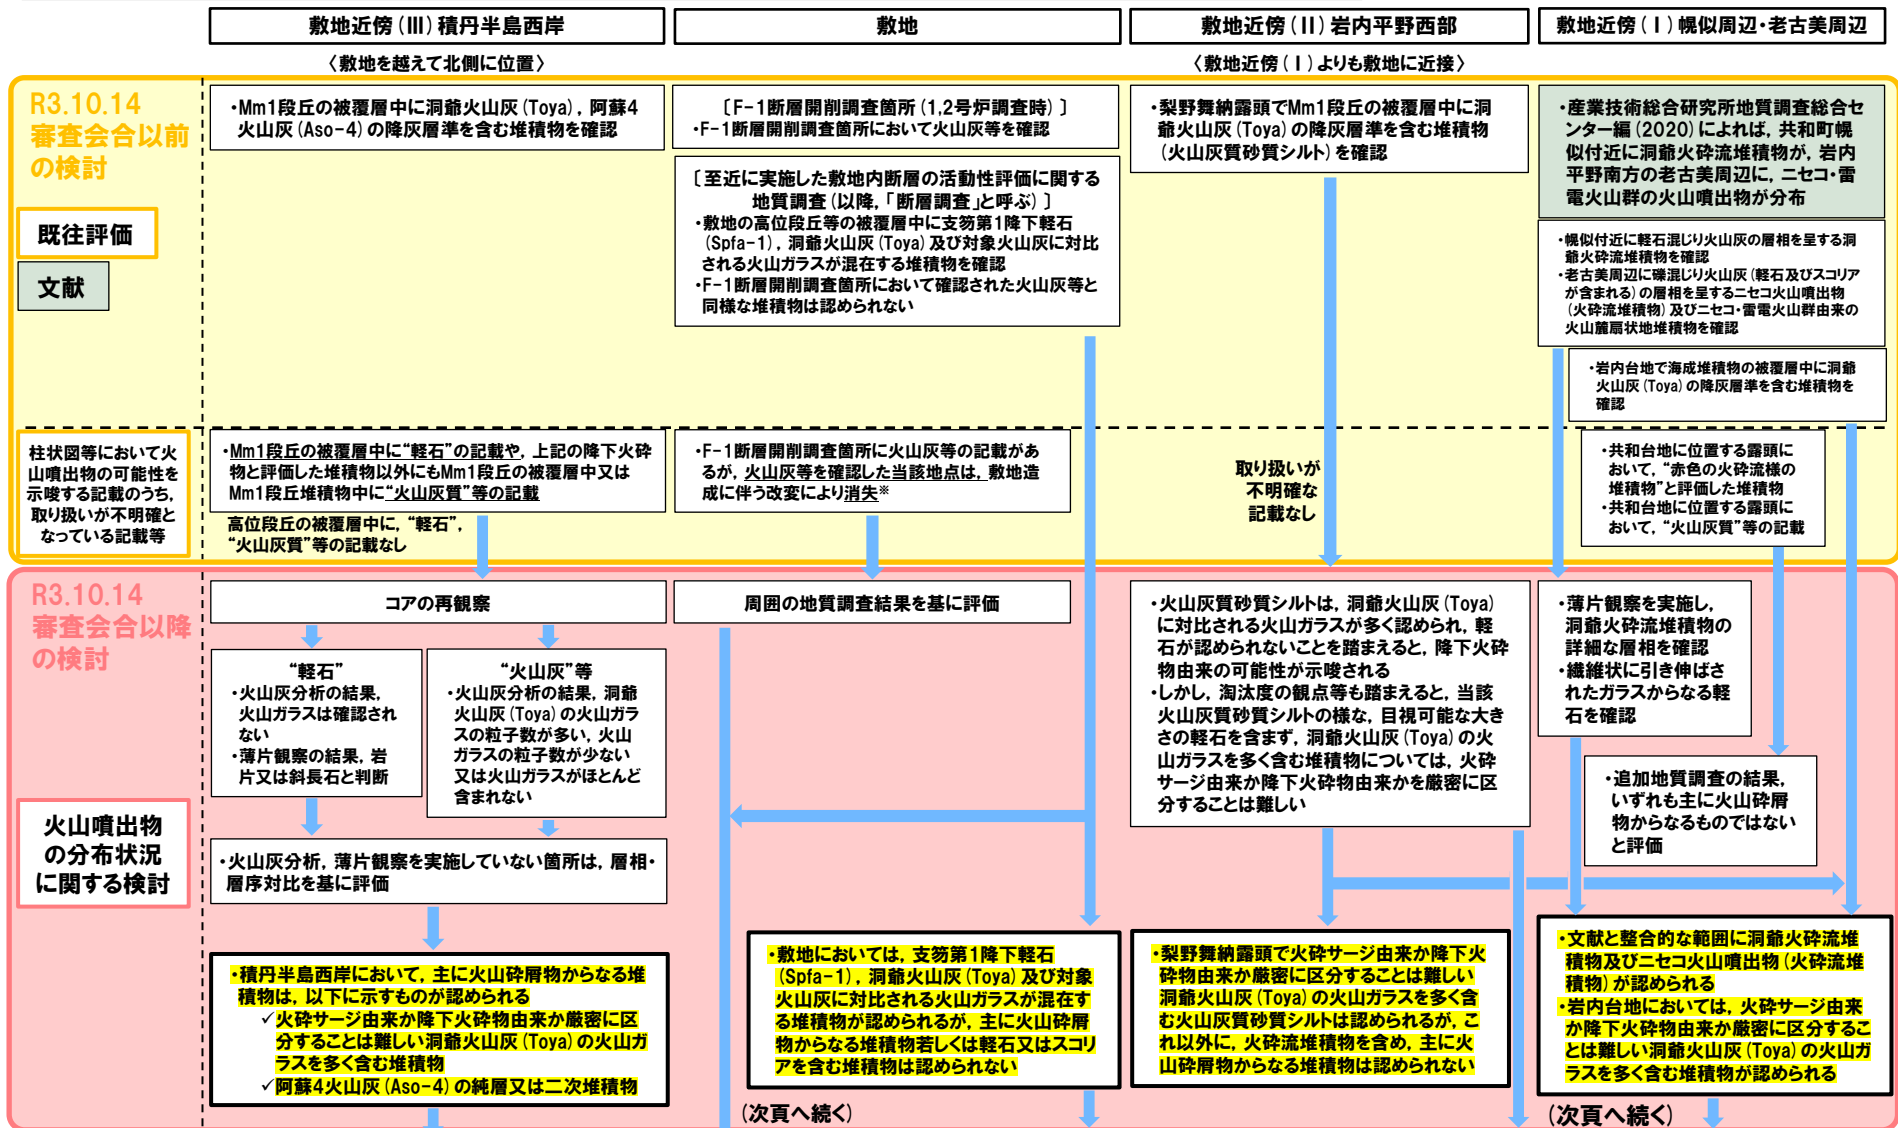 敷地近傍(Ⅲ)積丹半島西岸
敷地
敷地近傍(Ⅱ)岩内平野西部
敷地近傍(Ⅰ)幌似周辺・老古美周辺
〈敷地を越えて北側に位置〉
〈敷地近傍(Ⅰ)よりも敷地に近接〉
R3.10.14
審査会合以前
の検討
既往評価
文献
・Mm1段丘の被覆層中に洞爺火山灰(Toya),阿蘇4
火山灰(Aso-4)の降灰層準を含む堆積物を確認
〔F-1断層開削調査箇所(1,2号炉調査時)〕
・F-1断層開削調査箇所において火山灰等を確認
〔至近に実施した敷地内断層の活動性評価に関する
地質調査(以降,「断層調査」と呼ぶ)〕
・敷地の高位段丘等の被覆層中に支笏第1降下軽石
(Spfa-1),洞爺火山灰(Toya)及び対象火山灰に対比
される火山ガラスが混在する堆積物を確認
・F-1断層開削調査箇所において確認された火山灰等と
同様な堆積物は認められない
・梨野舞納露頭でMm1段丘の被覆層中に洞
爺火山灰(Toya)の降灰層準を含む堆積物
(火山灰質砂質シルト)を確認
・産業技術総合研究所地質調査総合セ
ンター編(2020)によれば,共和町幌
似付近に洞爺火砕流堆積物が,岩内
平野南方の老古美周辺に,ニセコ・雷
電火山群の火山噴出物が分布
・幌似付近に軽石混じり火山灰の層相を呈する洞
爺火砕流堆積物を確認
・老古美周辺に礫混じり火山灰(軽石及びスコリア
が含まれる)の層相を呈するニセコ火山噴出物
(火砕流堆積物)及びニセコ・雷電火山群由来の
火山麓扇状地堆積物を確認
・岩内台地で海成堆積物の被覆層中に洞爺
火山灰(Toya)の降灰層準を含む堆積物を
確認
柱状図等において火
山噴出物の可能性を
示唆する記載のうち,
取り扱いが不明確と
なっている記載等
・Mm1段丘の被覆層中に“軽石”の記載や,上記の降下火砕
物と評価した堆積物以外にもMm1段丘の被覆層中又は
Mm1段丘堆積物中に“火山灰質”等の記載
高位段丘の被覆層中に,“軽石”,
“火山灰質”等の記載なし
・F-1断層開削調査箇所に火山灰等の記載があ
るが,火山灰等を確認した当該地点は,敷地造
成に伴う改変により消失※
取り扱いが
不明確な
記載なし
・共和台地に位置する露頭に
おいて,“赤色の火砕流様の
堆積物”と評価した堆積物
・共和台地に位置する露頭に
おいて,“火山灰質”等の記載
R3.10.14
審査会合以降
の検討
火山噴出物
の分布状況
に関する検討
コアの再観察
“軽石”
・火山灰分析の結果,
火山ガラスは確認され
ない
・薄片観察の結果,岩
片又は斜長石と判断
“火山灰”等
・火山灰分析の結果,洞爺
火山灰(Toya)の火山ガラ
スの粒子数が多い,火山
ガラスの粒子数が少ない
又は火山ガラスがほとんど
含まれない
・火山灰分析,薄片観察を実施していない箇所は,層相・
層序対比を基に評価
・積丹半島西岸において,主に火山砕屑物からなる堆
積物は,以下に示すものが認められる
✓火砕サージ由来か降下火砕物由来か厳密に区
分することは難しい洞爺火山灰(Toya)の火山ガ
ラスを多く含む堆積物
✓阿蘇4火山灰(Aso-4)の純層又は二次堆積物
周囲の地質調査結果を基に評価
・敷地においては,支笏第1降下軽石
(Spfa-1),洞爺火山灰(Toya)及び対象
火山灰に対比される火山ガラスが混在す
る堆積物が認められるが,主に火山砕屑
物からなる堆積物若しくは軽石又はスコリ
アを含む堆積物は認められない
(次頁へ続く)
・火山灰質砂質シルトは,洞爺火山灰(Toya)
に対比される火山ガラスが多く認められ,軽
石が認められないことを踏まえると,降下火砕
物由来の可能性が示唆される
・しかし,淘汰度の観点等も踏まえると,当該
火山灰質砂質シルトの様な,目視可能な大き
さの軽石を含まず,洞爺火山灰(Toya)の火
山ガラスを多く含む堆積物については,火砕
サージ由来か降下火砕物由来かを厳密に区
分することは難しい
・梨野舞納露頭で火砕サージ由来か降下火
砕物由来か厳密に区分することは難しい
洞爺火山灰(Toya)の火山ガラスを多く含
む火山灰質砂質シルトは認められるが,こ
れ以外に,火砕流堆積物を含め,主に火
山砕屑物からなる堆積物は認められない
・薄片観察を実施し,
洞爺火砕流堆積物の
詳細な層相を確認
・繊維状に引き伸ばさ
れたガラスからなる軽
石を確認
・追加地質調査の結果,
いずれも主に火山砕屑
物からなるものではない
と評価
・文献と整合的な範囲に洞爺火砕流堆
積物及びニセコ火山噴出物(火砕流堆
積物)が認められる
・岩内台地においては,火砕サージ由来
か降下火砕物由来か厳密に区分するこ
とは難しい洞爺火山灰(Toya)の火山ガ
ラスを多く含む堆積物が認められる
(次頁へ続く)